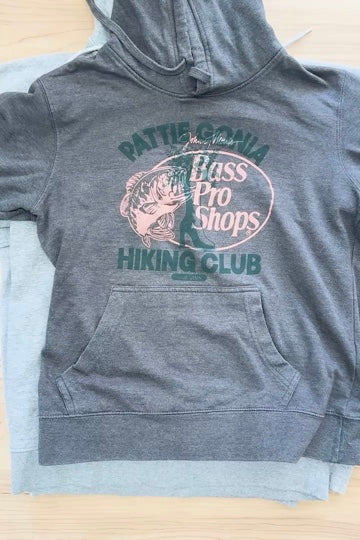 PATTIE GONIA
Bass
Pro
Shops
HIKING CLUB